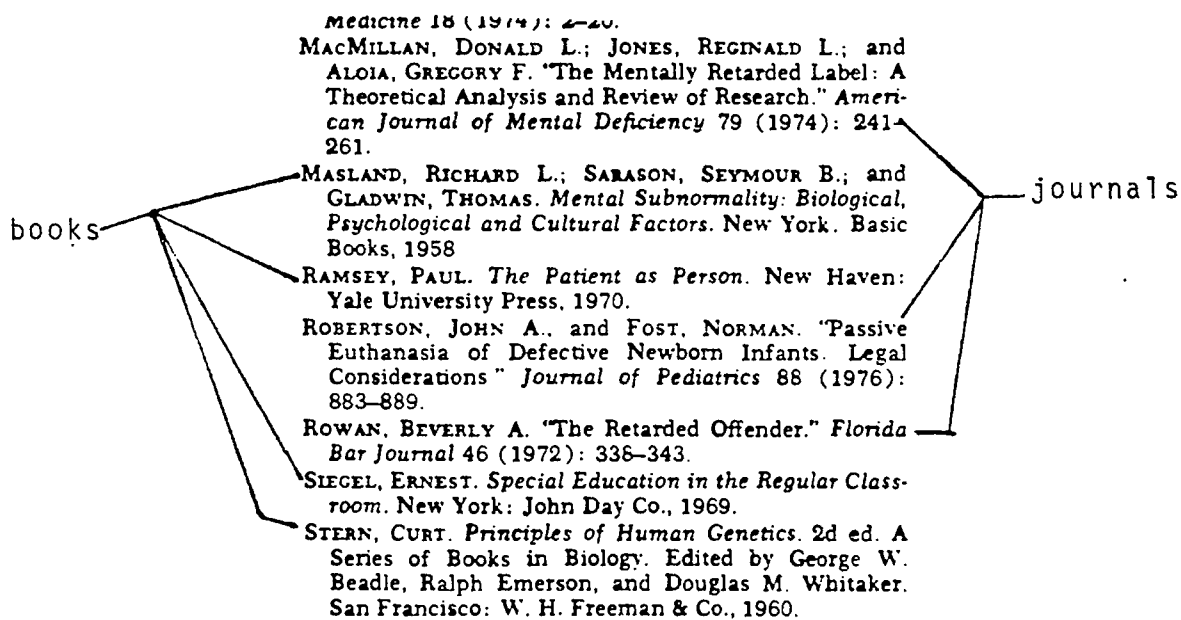 Medicine 18 (1974): 2–20.
MACMILLAN, DONALD L.; JONES, REGINALD L.; and
ALOIA, GREGORY F. "The Mentally Retarded Label: A
Theoretical Analysis and Review of Research." Ameri-
can Journal of Mental Deficiency 79 (1974): 241–
261.
MASLAND, RICHARD L.; SARASON, SEYMOUR B.; and
GLADWIN, THOMAS. Mental Subnormality: Biological,
Psychological and Cultural Factors. New York. Basic
Books, 1958
RAMSEY, PAUL. The Patient as Person. New Haven:
Yale University Press, 1970.
ROBERTSON, JOHN A., and FOST, NORMAN. "Passive
Euthanasia of Defective Newborn Infants. Legal
Considerations" Journal of Pediatrics 88 (1976):
883–889.
ROWAN, BEVERLY A. "The Retarded Offender." Florida
Bar Journal 46 (1972): 338–343.
SIEGEL, ERNEST. Special Education in the Regular Class-
room. New York: John Day Co., 1969.
STERN, CURT. Principles of Human Genetics. 2d ed. A
Series of Books in Biology. Edited by George W.
Beadle, Ralph Emerson, and Douglas M. Whitaker.
San Francisco: W. H. Freeman & Co., 1960.
books
journals